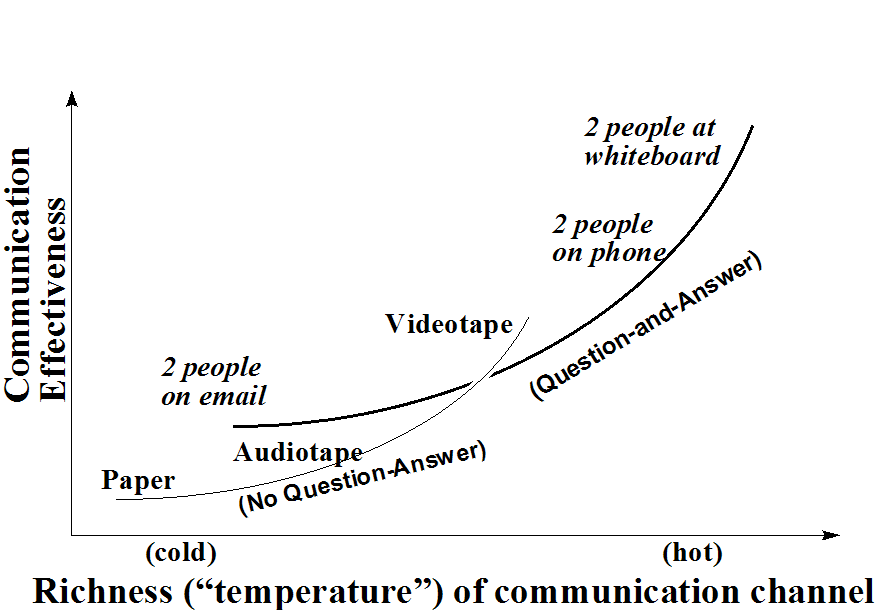 Communication
Effectiveness
2 people at
whiteboard
2 people
on phone
(Question-and-Answer)
Videotape
2 people
on email
Audiotape
(No Question-Answer)
Paper
(cold)
(hot)
Richness (“temperature”) of communication channel